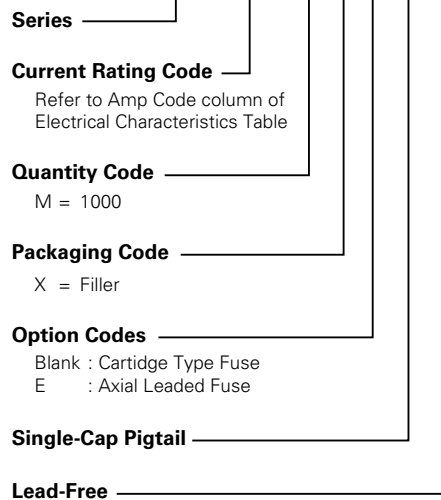 Series
Current Rating Code
Refer to Amp Code column of
Electrical Characteristics Table
Quantity Code
M = 1000
Packaging Code
X = Filler
Option Codes
Blank : Cartidge Type Fuse
E : Axial Leaded Fuse
Single-Cap Pigtail
Lead-Free